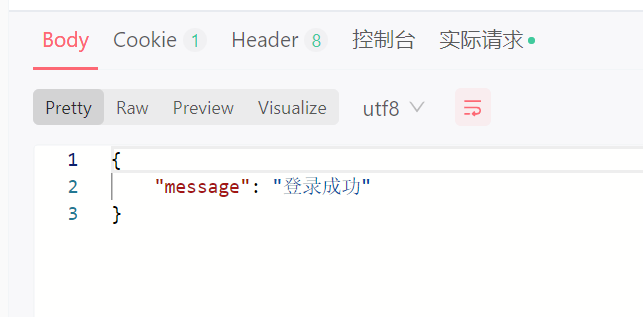 Body Cookie 1 Header 8 控制台 实际请求
Pretty Raw Preview Visualize utf8
1 {
2 "message": "登录成功"
3 }